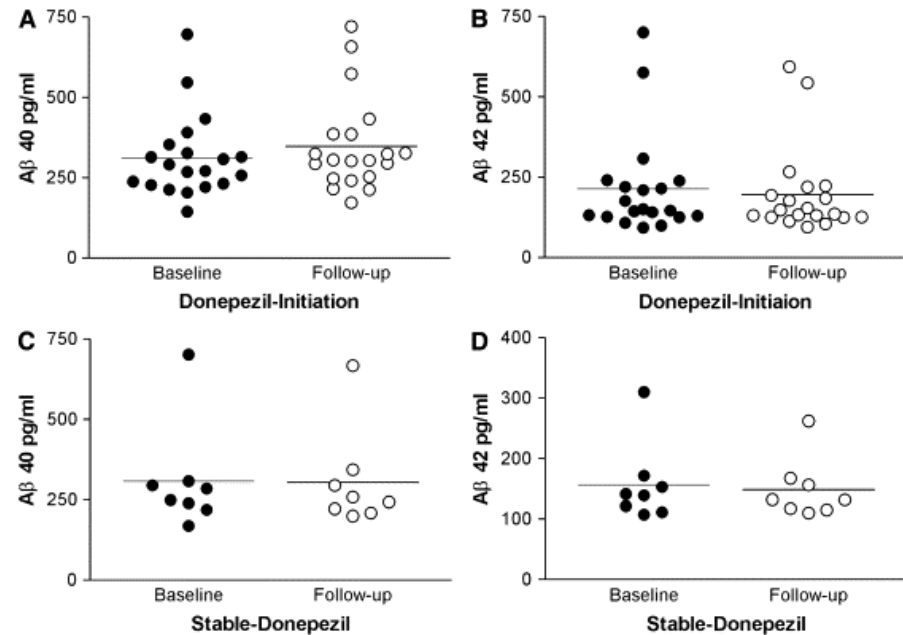 A
750
500
250
0
Aβ 40 pg/ml
Baseline Follow-up
Donepezil-Initiation
B
750
500
250
0
Aβ 42 pg/ml
Baseline Follow-up
Donepezil-Initiaion
C
750
500
250
0
Aβ 40 pg/ml
Baseline Follow-up
Stable-Donepezil
D
400
300
200
100
0
Aβ 42 pg/ml
Baseline Follow-up
Stable-Donepezil